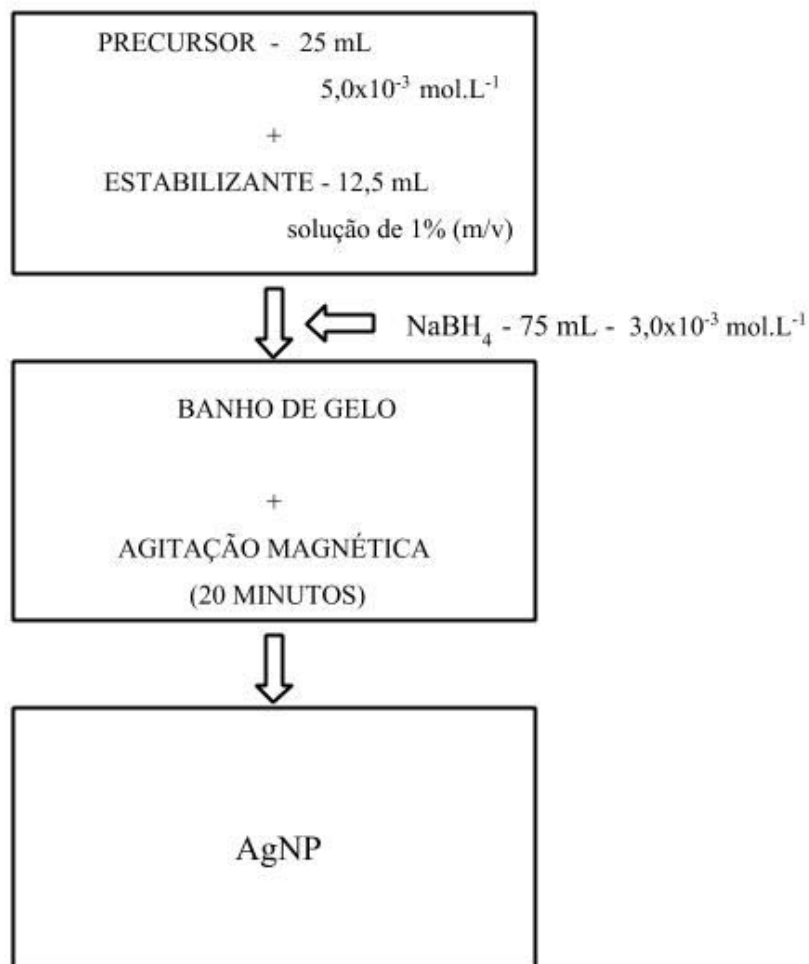 PRECURSOR - 25 mL
5,0x10⁻³ mol.L⁻¹
+
ESTABILIZANTE - 12,5 mL
solução de 1% (m/v)
NaBH₄ - 75 mL - 3,0x10⁻³ mol.L⁻¹
BANHO DE GELO
+
AGITAÇÃO MAGNÉTICA
(20 MINUTOS)
AgNP